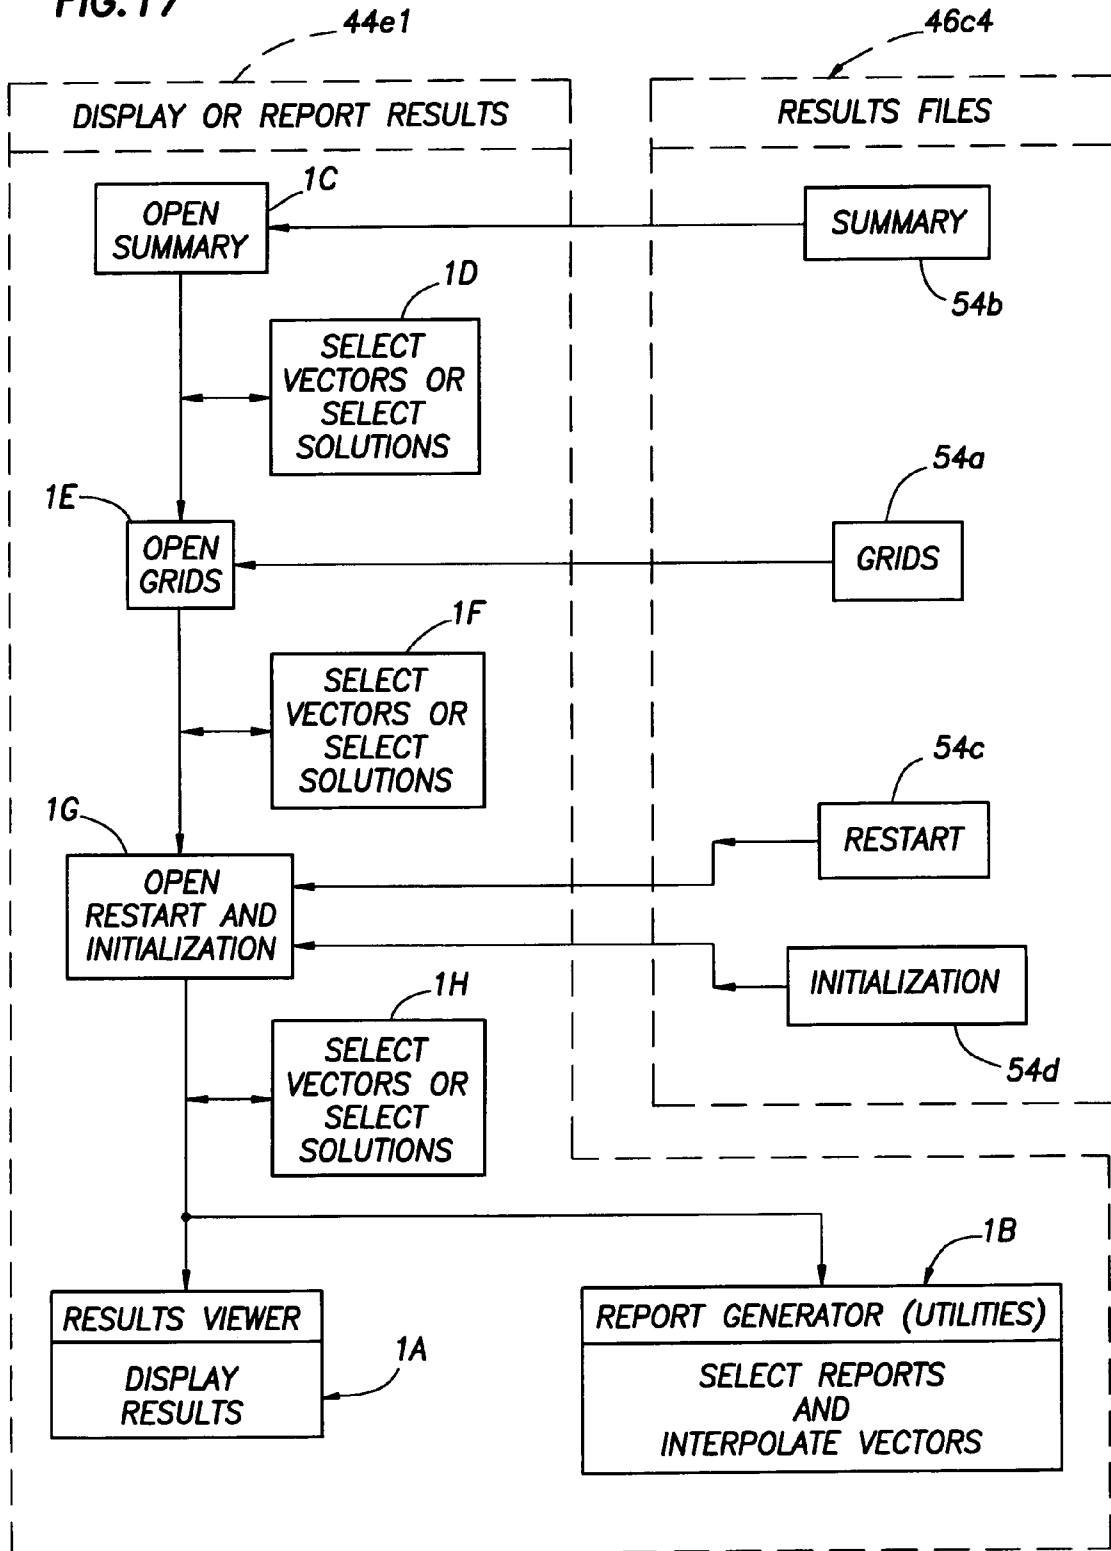 FIG. 17
44e1
46c4
DISPLAY OR REPORT RESULTS
RESULTS FILES
1C
OPEN
SUMMARY
SUMMARY
54b
1D
SELECT
VECTORS OR
SELECT
SOLUTIONS
1E
OPEN
GRIDS
54a
GRIDS
1F
SELECT
VECTORS OR
SELECT
SOLUTIONS
1G
OPEN
RESTART AND
INITIALIZATION
54c
RESTART
INITIALIZATION
54d
1H
SELECT
VECTORS OR
SELECT
SOLUTIONS
RESULTS VIEWER
DISPLAY
RESULTS
1A
1B
REPORT GENERATOR (UTILITIES)
SELECT REPORTS
AND
INTERPOLATE VECTORS